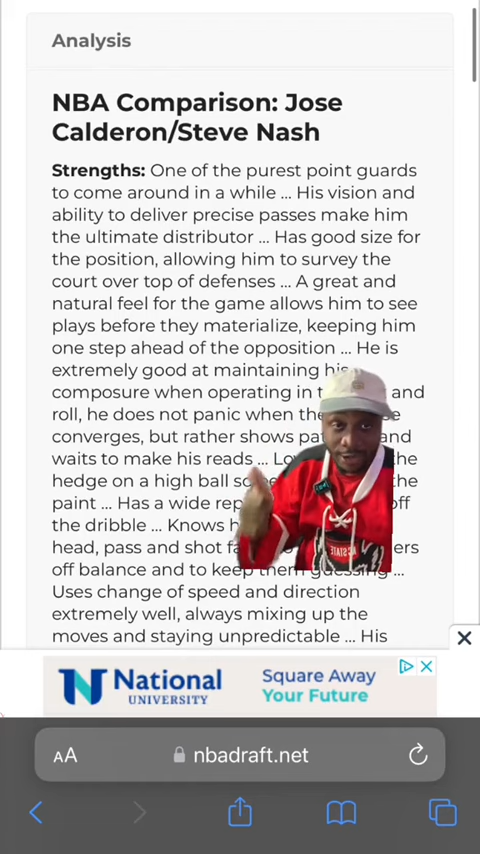 Analysis
NBA Comparison: Jose
Calderon/Steve Nash
Strengths: One of the purest point guards
to come around in a while ... His vision and
ability to deliver precise passes make him
the ultimate distributor ... Has good size for
the position, allowing him to survey the
court over top of defenses ... A great and
natural feel for the game allows him to see
plays before they materialize, keeping him
one step ahead of the opposition ... He is
extremely good at maintaining his
composure when operating in and
roll, he does not panic when
converges, but rather shows and
waits to make his reads ... the
hedge on a high ball the
paint ... Has a wide off
the dribble ... Knows
head, pass and shot
off balance and to keep them guessing ...
Uses change of speed and direction
extremely well, always mixing up the
moves and staying unpredictable ... His
National
UNIVERSITY
Square Away
Your Future
AA
nbadraft.net